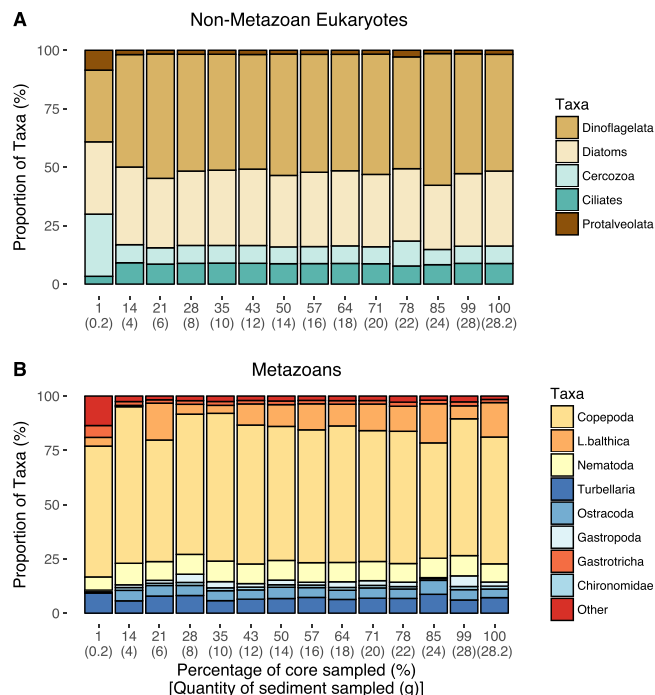 A
Non-Metazoan Eukaryotes
Proportion of Taxa (%)
100
75
50
25
0
1 14 21 28 35 43 50 57 64 71 78 85 99 100
(0.2) (4) (6) (8) (10) (12) (14) (16) (18) (20) (22) (24) (28) (28.2)
Taxa
Dinoflagelata
Diatoms
Cercozoa
Ciliates
Protalveolata
B
Metazoans
Proportion of Taxa (%)
100
75
50
25
0
1 14 21 28 35 43 50 57 64 71 78 85 99 100
(0.2) (4) (6) (8) (10) (12) (14) (16) (18) (20) (22) (24) (28) (28.2)
Percentage of core sampled (%)
[Quantity of sediment sampled (g)]
Taxa
Copepoda
L.balthica
Nematoda
Turbellaria
Ostracoda
Gastropoda
Gastrotricha
Chironomidae
Other